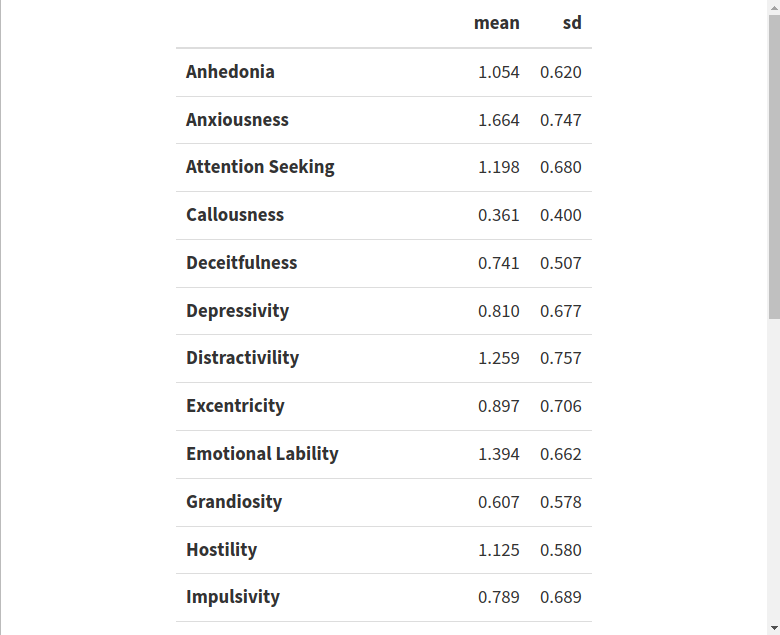 mean sd
Anhedonia 1.054 0.620
Anxiousness 1.664 0.747
Attention Seeking 1.198 0.680
Callousness 0.361 0.400
Deceitfulness 0.741 0.507
Depressivity 0.810 0.677
Distractivility 1.259 0.757
Excentricity 0.897 0.706
Emotional Lability 1.394 0.662
Grandiosity 0.607 0.578
Hostility 1.125 0.580
Impulsivity 0.789 0.689